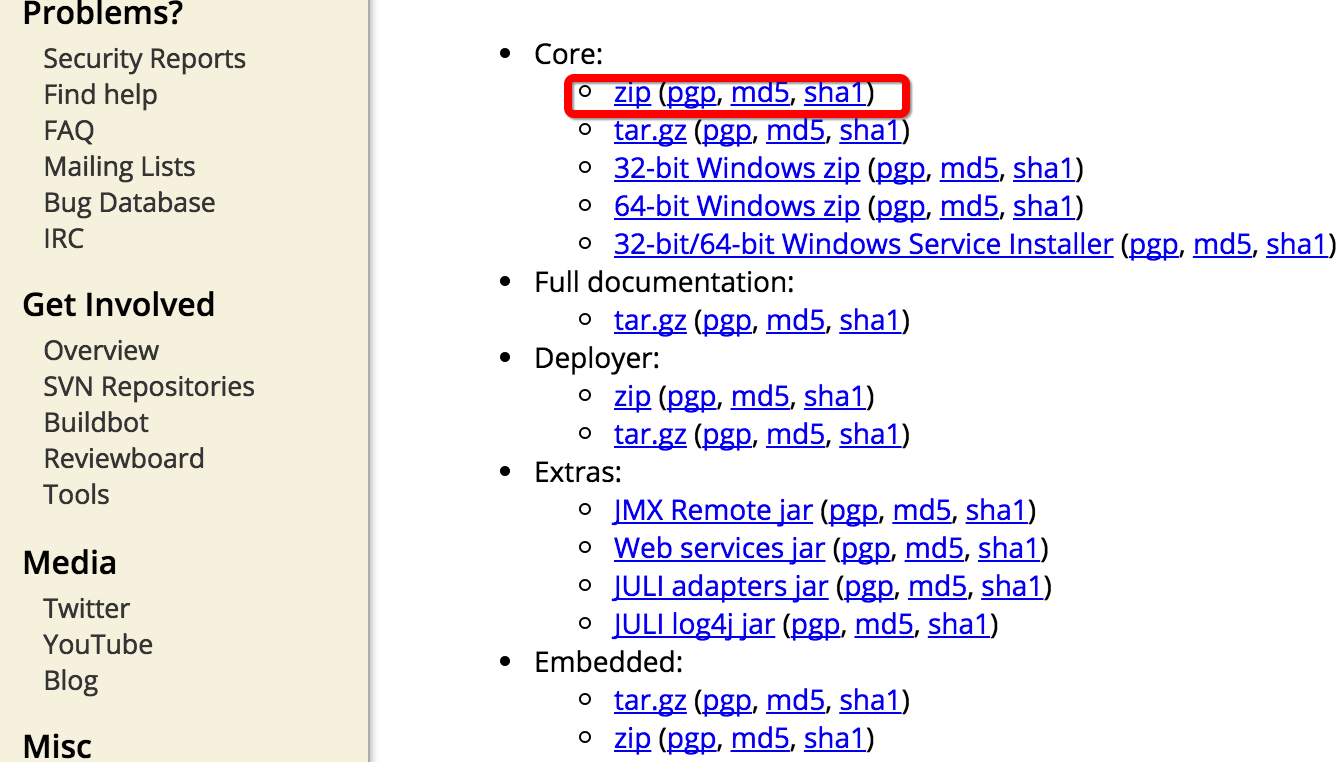 Problems?
Security Reports
Find help
FAQ
Mailing Lists
Bug Database
IRC
Get Involved
Overview
SVN Repositories
Buildbot
Reviewboard
Tools
Media
Twitter
YouTube
Blog
Misc
Core:
zip (pgp, md5, sha1)
tar.gz (pgp, md5, sha1)
32-bit Windows zip (pgp, md5, sha1)
64-bit Windows zip (pgp, md5, sha1)
32-bit/64-bit Windows Service Installer (pgp, md5, sha1)
Full documentation:
tar.gz (pgp, md5, sha1)
Deployer:
zip (pgp, md5, sha1)
tar.gz (pgp, md5, sha1)
Extras:
JMX Remote jar (pgp, md5, sha1)
Web services jar (pgp, md5, sha1)
JULI adapters jar (pgp, md5, sha1)
JULI log4j jar (pgp, md5, sha1)
Embedded:
tar.gz (pgp, md5, sha1)
zip (pgp, md5, sha1)